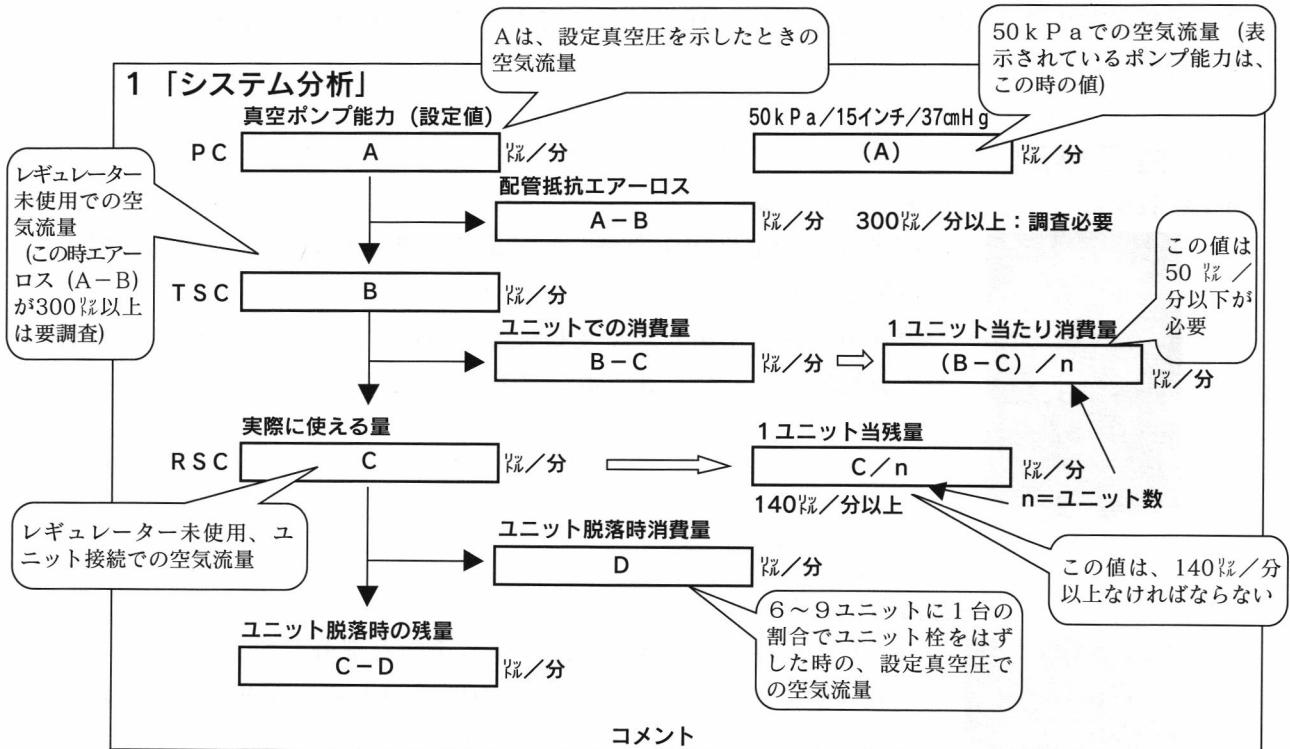 Aは、設定真空圧を示したときの
空気流量
50kPaでの空気流量（表
示されているポンプ能力は、
この時の値）
1 「システム分析」
真空ポンプ能力（設定値）
50kPa／15インチ／37cmHg
PC
A
リットル／分
(A)
リットル／分
レギュレーター
未使用での空
気流量
（この時エアー
ロス（A－B）
が300リットル以上
は要調査）
配管抵抗エアーロス
A－B
リットル／分
300リットル／分以上：調査必要
この値は
50リットル／
分以下が
必要
TSC
B
リットル／分
ユニットでの消費量
1ユニット当たり消費量
B－C
リットル／分
(B－C)／n
リットル／分
実際に使える量
1ユニット当残量
RSC
C
リットル／分
C／n
リットル／分
140リットル／分以上
n＝ユニット数
レギュレーター未使用、ユ
ニット接続での空気流量
ユニット脱落時消費量
D
リットル／分
この値は、140リットル／分
以上なければならない
6～9ユニットに1台の
割合でユニット栓をはず
した時の、設定真空圧で
の空気流量
ユニット脱落時の残量
C－D
リットル／分
コメント